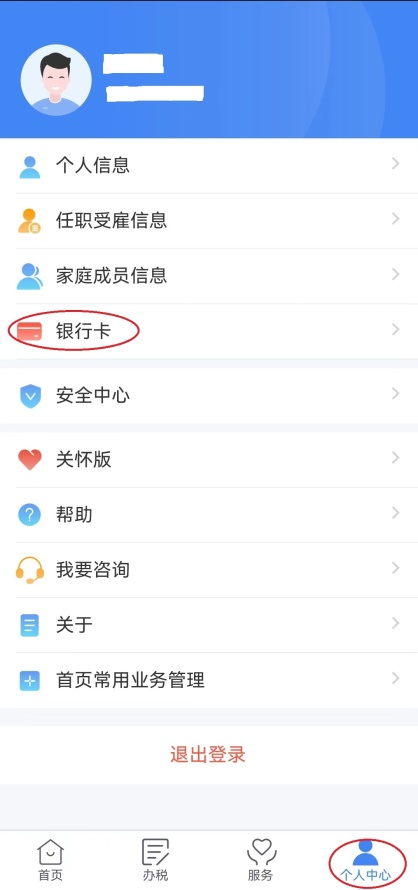 个人信息
任职受雇信息
家庭成员信息
银行卡
安全中心
关怀版
帮助
我要咨询
关于
首页常用业务管理
退出登录
首页
办税
服务
个人中心